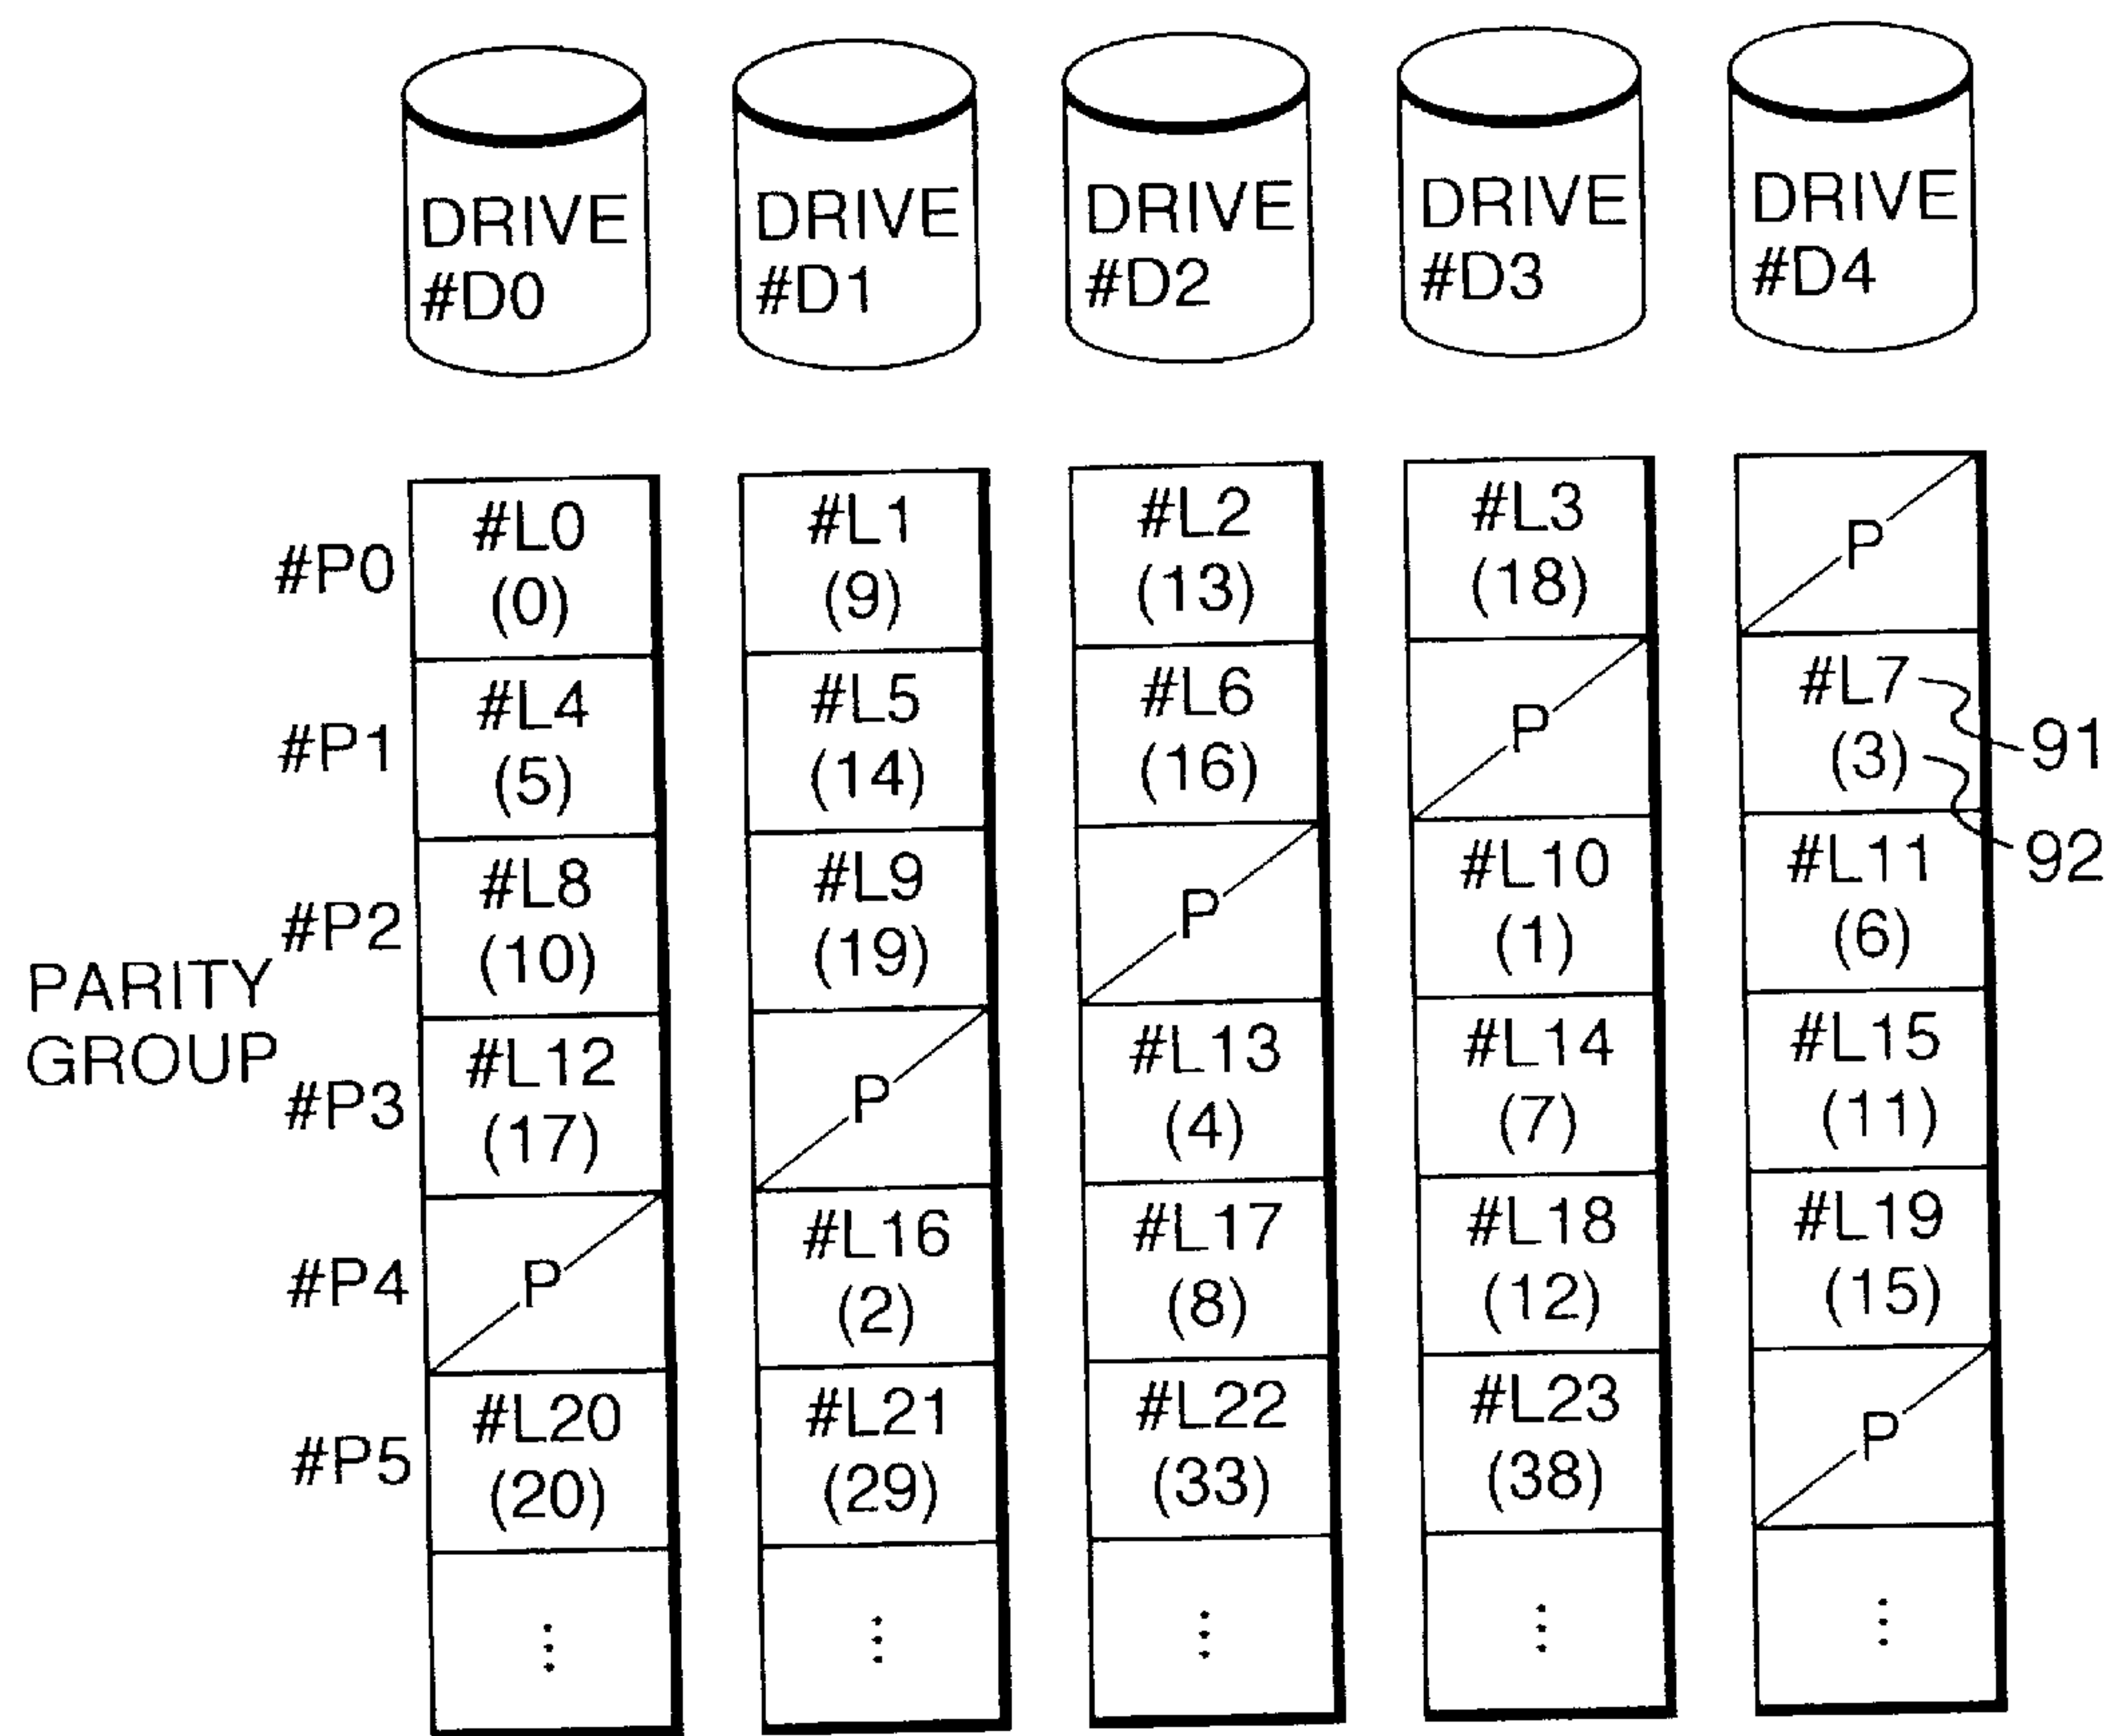 DRIVE #D0
DRIVE #D1
DRIVE #D2
DRIVE #D3
DRIVE #D4
PARITY GROUP
#P0
#L0 (0)
#L1 (9)
#L2 (13)
#L3 (18)
P
#P1
#L4 (5)
#L5 (14)
#L6 (16)
P
#L7 (3)
91
92
#P2
#L8 (10)
#L9 (19)
P
#L10 (1)
#L11 (6)
#P3
#L12 (17)
P
#L13 (4)
#L14 (7)
#L15 (11)
#P4
P
#L16 (2)
#L17 (8)
#L18 (12)
#L19 (15)
#P5
#L20 (20)
#L21 (29)
#L22 (33)
#L23 (38)
P